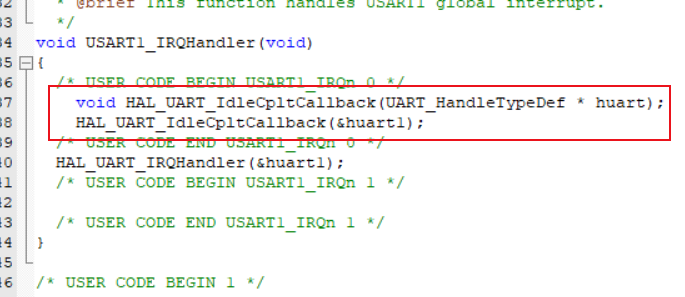 32 * @brief This function handles USART1 global interrupt.
33 */
34 void USART1_IRQHandler(void)
35 {
36 /* USER CODE BEGIN USART1_IRQn 0 */
37 void HAL_UART_IdleCpltCallback(UART_HandleTypeDef * huart);
38 HAL_UART_IdleCpltCallback(&huart1);
39 /* USER CODE END USART1_IRQn 0 */
40 HAL_UART_IRQHandler(&huart1);
41 /* USER CODE BEGIN USART1_IRQn 1 */
42
43 /* USER CODE END USART1_IRQn 1 */
44 }
45
46 /* USER CODE BEGIN 1 */